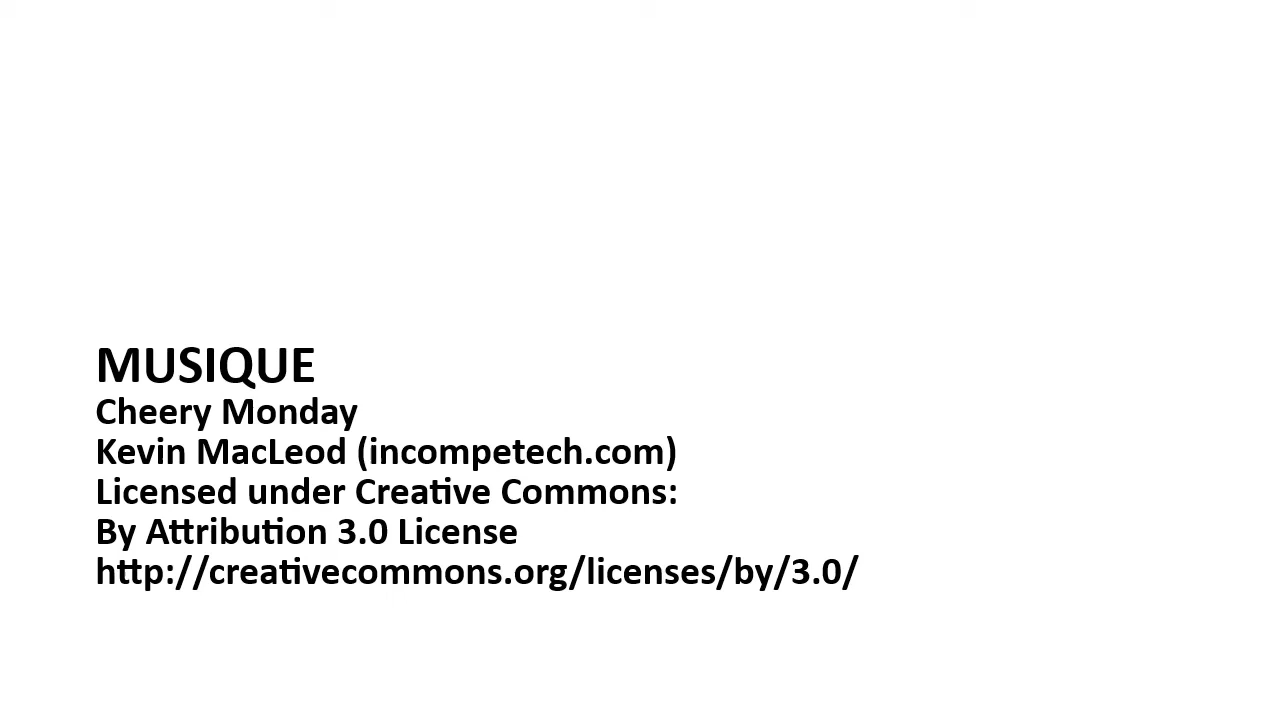 MUSIQUE
Cheery Monday
Kevin MacLeod (incompetech.com)
Licensed under Creative Commons:
By Attribution 3.0 License
http://creativecommons.org/licenses/by/3.0/